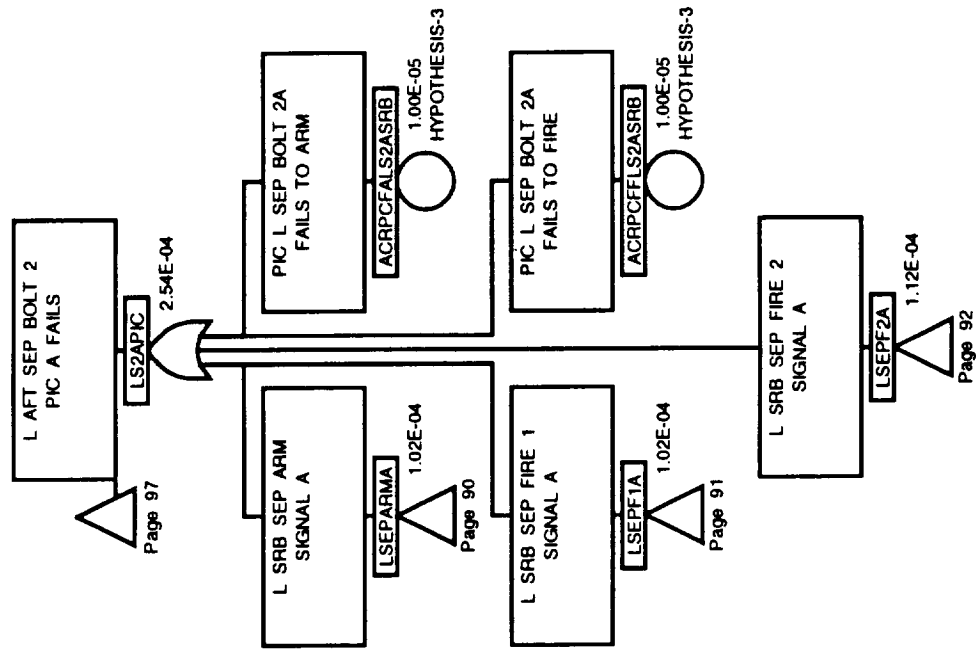 L AFT SEP BOLT 2
PIC A FAILS
LS2APIC
2.54E-04
Page 97
L SRB SEP ARM
SIGNAL A
LSEPARMA
1.02E-04
Page 90
PIC L SEP BOLT 2A
FAILS TO ARM
ACRPCFALS2ASRB
1.00E-05
HYPOTHESIS-3
L SRB SEP FIRE 1
SIGNAL A
LSEPF1A
1.02E-04
Page 91
PIC L SEP BOLT 2A
FAILS TO FIRE
ACRPCFFLS2ASRB
1.00E-05
HYPOTHESIS-3
L SRB SEP FIRE 2
SIGNAL A
LSEPF2A
1.12E-04
Page 92